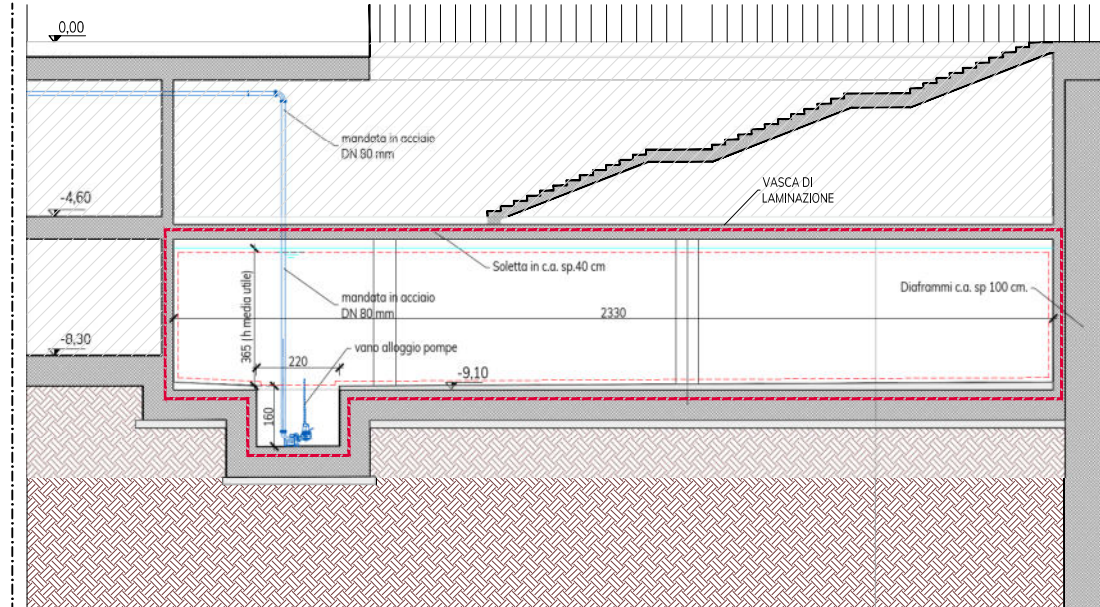 0,00
mandata in acciaio
DN 80 mm
-4,60
VASCA DI
LAMINAZIONE
Soletta in c.a. sp.40 cm
Diaframmi c.a. sp 100 cm.
mandata in acciaio
DN 80 mm
2330
365 (h media utile)
-8,30
vano alloggio pompe
220
-9,10
160